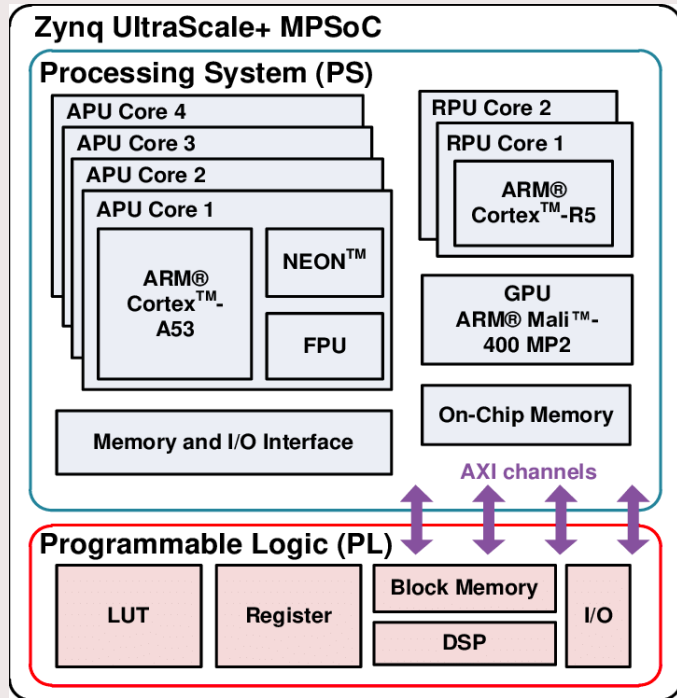 Zynq UltraScale+ MPSoC
Processing System (PS)
APU Core 4
APU Core 3
APU Core 2
APU Core 1
ARM®
Cortex™-
A53
NEON™
FPU
RPU Core 2
RPU Core 1
ARM®
Cortex™-R5
GPU
ARM® Mali™-
400 MP2
On-Chip Memory
Memory and I/O Interface
AXI channels
Programmable Logic (PL)
LUT
Register
Block Memory
DSP
I/O